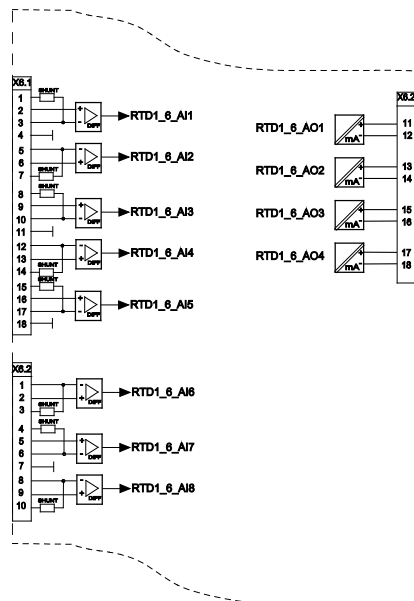 X6.1
1 SHUNT
2 + RTD1_6_AI1
3 - DIFF
4
5 - RTD1_6_AI2
6 + DIFF
7 SHUNT
8 SHUNT
9 + RTD1_6_AI3
10 - DIFF
11
12 - RTD1_6_AI4
13 + DIFF
14 SHUNT
15 SHUNT
16 + RTD1_6_AI5
17 - DIFF
18
X6.2
1 - RTD1_6_AI6
2 + DIFF
3 SHUNT
4 SHUNT
5 + RTD1_6_AI7
6 - DIFF
7
8 - RTD1_6_AI8
9 + DIFF
10 SHUNT
X6.2
RTD1_6_AO1 + 11
mA - 12
RTD1_6_AO2 + 13
mA - 14
RTD1_6_AO3 + 15
mA - 16
RTD1_6_AO4 + 17
mA - 18